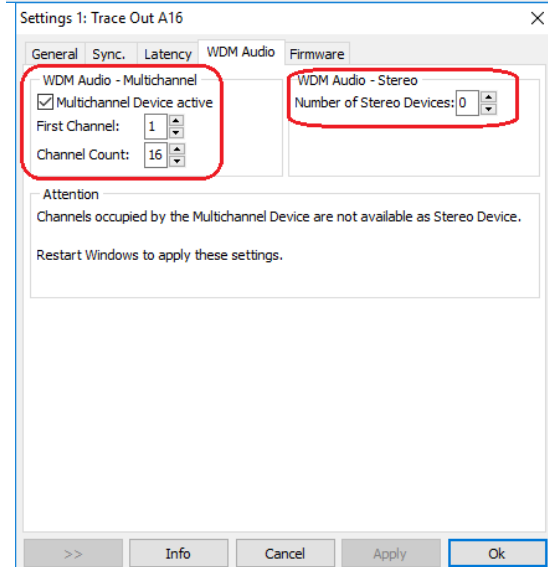 Settings 1: Trace Out A16
General Sync. Latency WDM Audio Firmware
WDM Audio - Multichannel
Multichannel Device active
First Channel: 1
Channel Count: 16
WDM Audio - Stereo
Number of Stereo Devices: 0
Attention
Channels occupied by the Multichannel Device are not available as Stereo Device.
Restart Windows to apply these settings.
>> Info Cancel Apply Ok